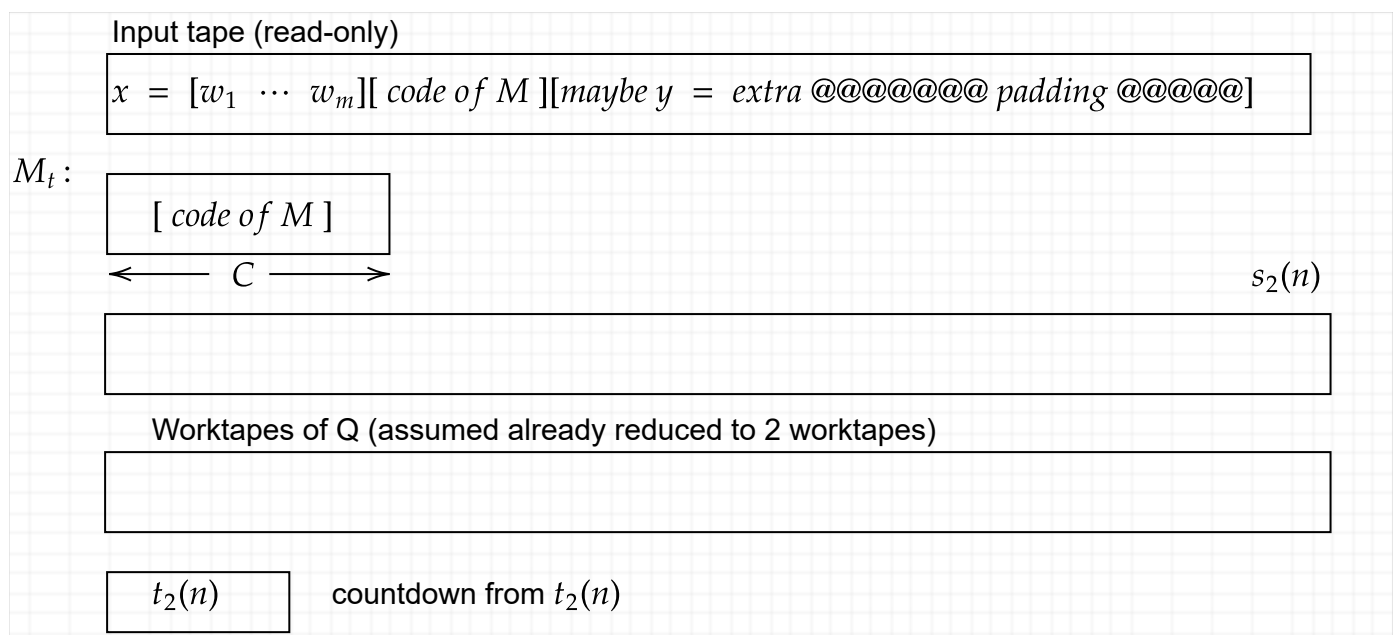 Input tape (read-only)
x = [w₁ ⋯ wₘ][ code of M ][maybe y = extra @@@@@@@ padding @@@@@]
Mₜ :
[ code of M ]
C
s₂(n)
Worktapes of Q (assumed already reduced to 2 worktapes)
t₂(n) countdown from t₂(n)